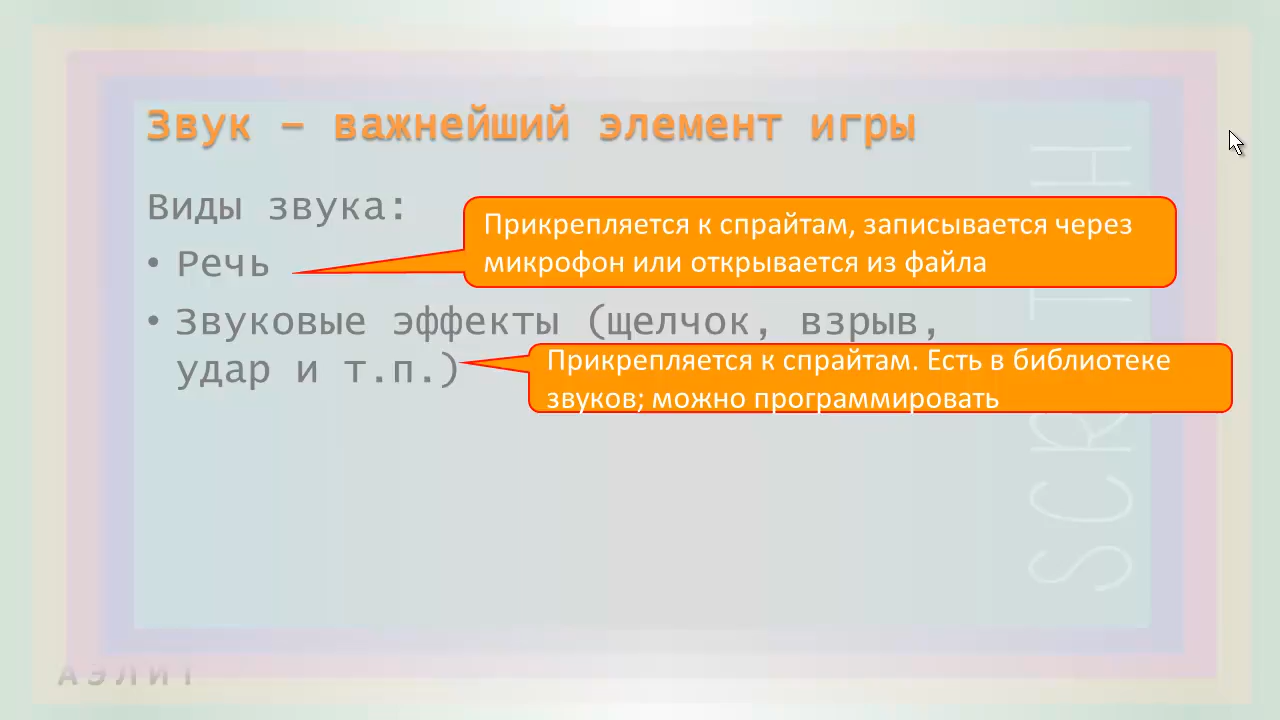 Звук – важнейший элемент игры
Виды звука:
• Речь
Прикрепляется к спрайтам, записывается через
микрофон или открывается из файла
• Звуковые эффекты (щелчок, взрыв,
удар и т.п.)
Прикрепляется к спрайтам. Есть в библиотеке
звуков; можно программировать